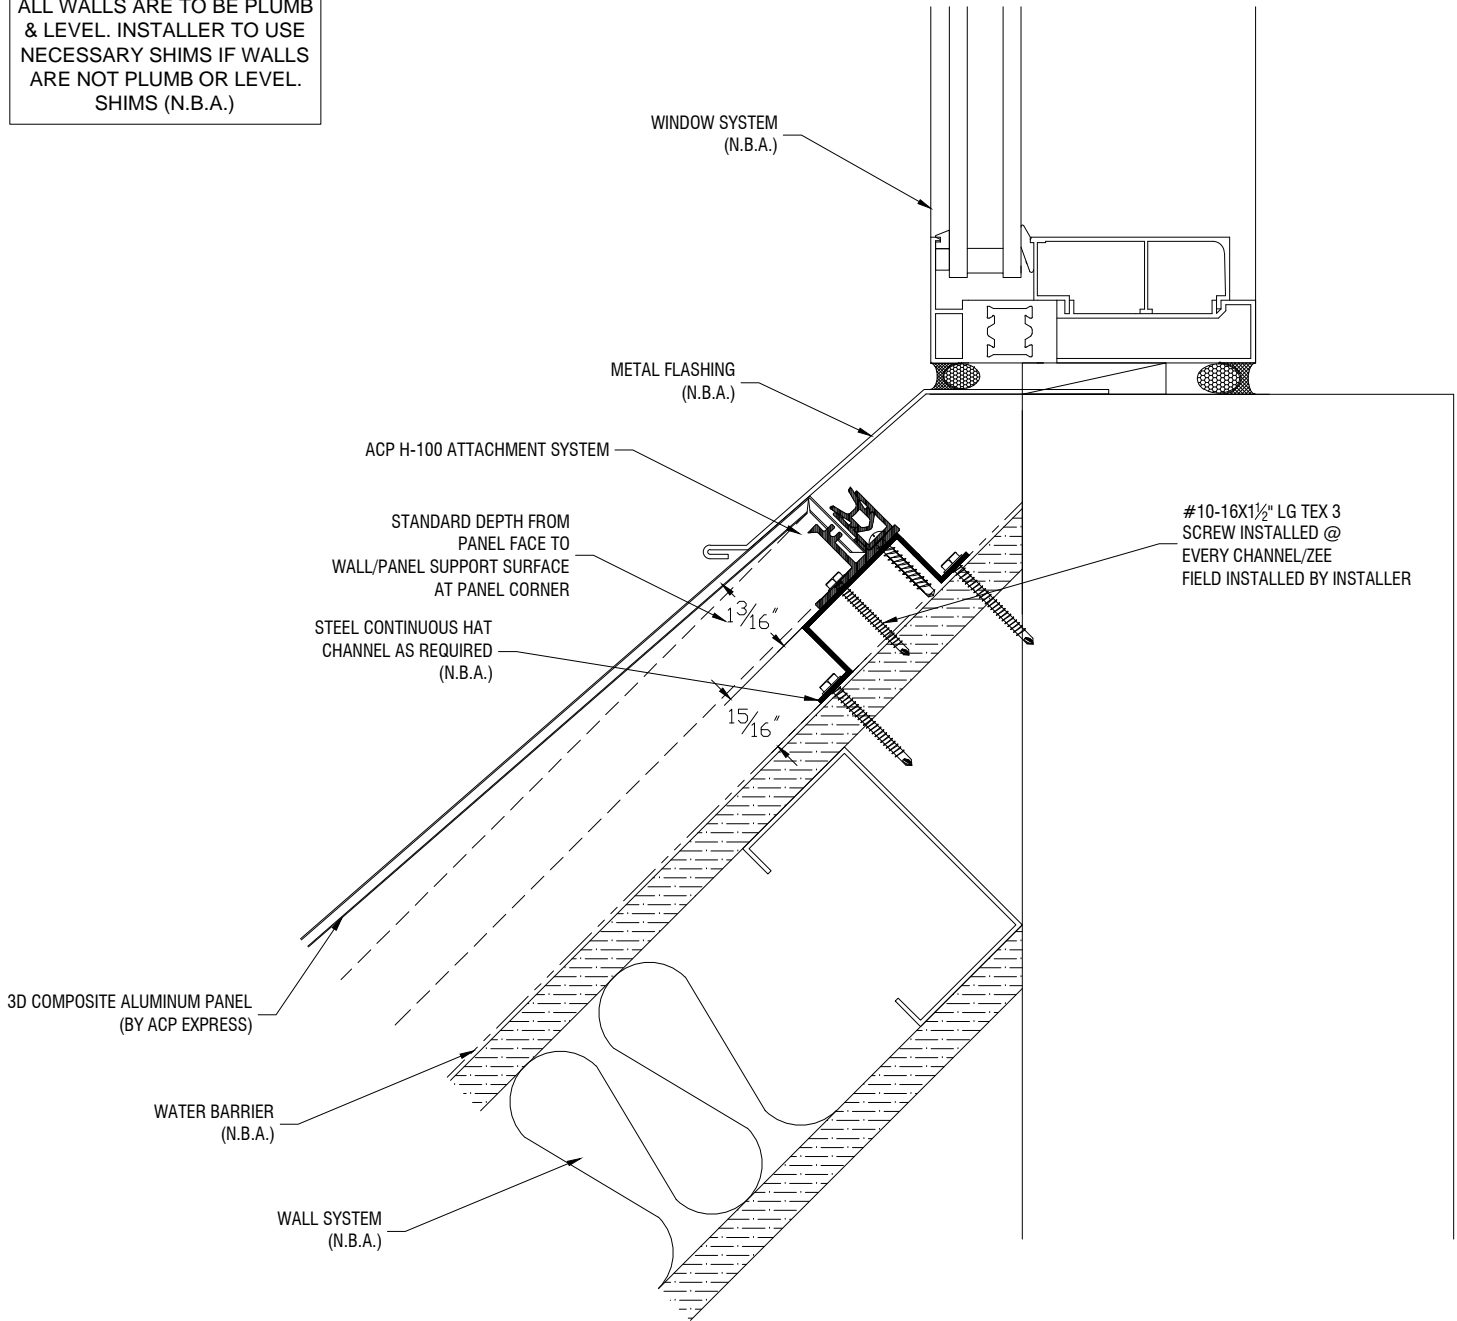 ALL WALLS ARE TO BE PLUMB
& LEVEL. INSTALLER TO USE
NECESSARY SHIMS IF WALLS
ARE NOT PLUMB OR LEVEL.
SHIMS (N.B.A.)
WINDOW SYSTEM
(N.B.A.)
METAL FLASHING
(N.B.A.)
ACP H-100 ATTACHMENT SYSTEM
STANDARD DEPTH FROM
PANEL FACE TO
WALL/PANEL SUPPORT SURFACE
AT PANEL CORNER
#10-16X1½" LG TEX 3
SCREW INSTALLED @
EVERY CHANNEL/ZEE
FIELD INSTALLED BY INSTALLER
1 3/16"
STEEL CONTINUOUS HAT
CHANNEL AS REQUIRED
(N.B.A.)
15/16"
3D COMPOSITE ALUMINUM PANEL
(BY ACP EXPRESS)
WATER BARRIER
(N.B.A.)
WALL SYSTEM
(N.B.A.)